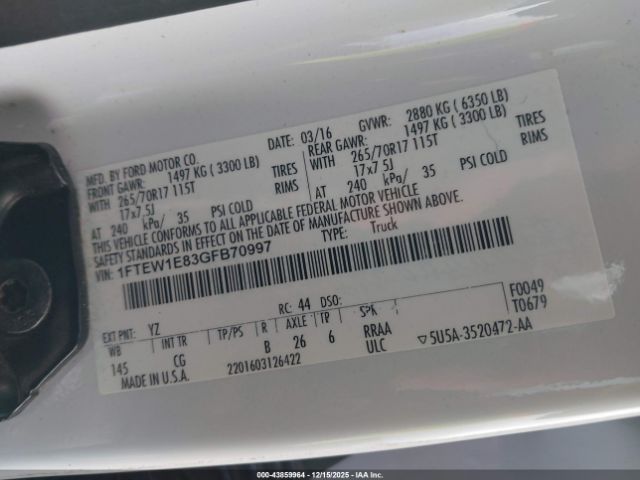 MFD. BY FORD MOTOR CO. DATE: 03/16 GVWR: 2880 KG ( 6350 LB)
FRONT GAWR: 1497 KG ( 3300 LB) REAR GAWR: 1497 KG ( 3300 LB)
WITH 265/70R17 115T TIRES WITH 265/70R17 115T TIRES
17x7.5J RIMS 17x7.5J RIMS
AT 240 kPa/ 35 PSI COLD AT 240 kPa/ 35 PSI COLD
THIS VEHICLE CONFORMS TO ALL APPLICABLE FEDERAL MOTOR VEHICLE
SAFETY STANDARDS IN EFFECT ON THE DATE OF MANUFACTURE SHOWN ABOVE.
VIN: 1FTEW1E83GFB70997 TYPE: Truck
F0049
T0679
EXT PNT: YZ RC: 44 DSO:
WB INT TR TP/PS R AXLE TR SPR
145 CG B 26 6 RRAA
MADE IN U.S.A. 2201603126422 ULC ▽5U5A-3520472-AA
000-43859964 12/15/2025 IAA Inc.